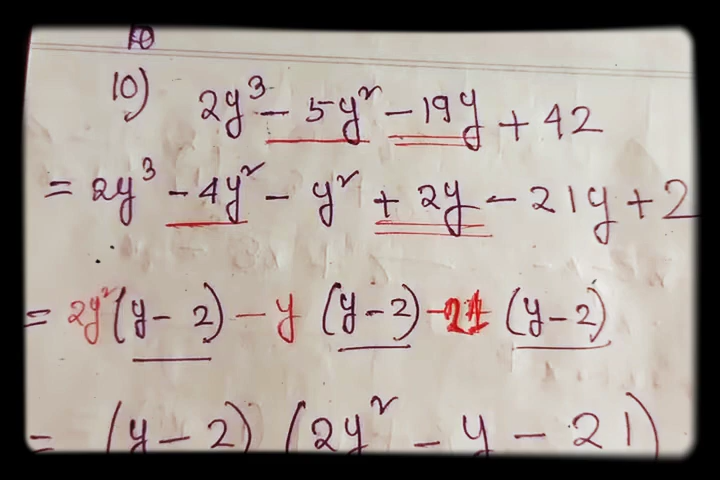 10
10) 2y³ - 5y² - 19y + 42
= 2y³ - 4y² - y² + 2y - 21y + 2
= 2y² (y - 2) - y (y - 2) - 21 (y - 2)
= (y - 2) (2y² - y - 21)